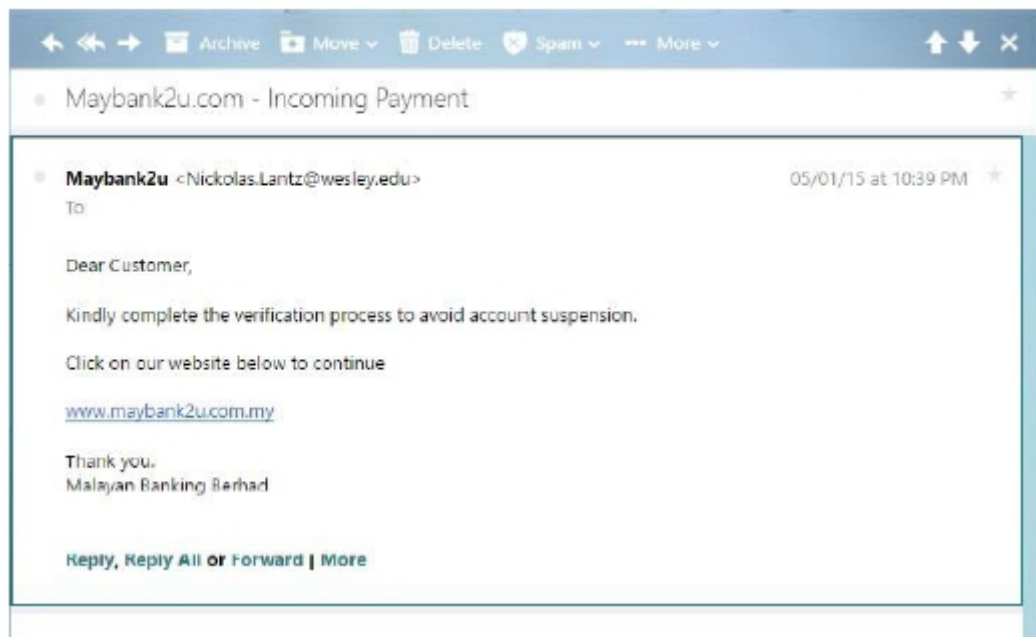 Archive Move Delete Spam More
Maybank2u.com - Incoming Payment
Maybank2u <Nickolas.Lantz@wesley.edu> 05/01/15 at 10:39 PM
To
Dear Customer,
Kindly complete the verification process to avoid account suspension.
Click on our website below to continue
www.maybank2u.com.my
Thank you.
Malayan Banking Berhad
Reply, Reply All or Forward | More